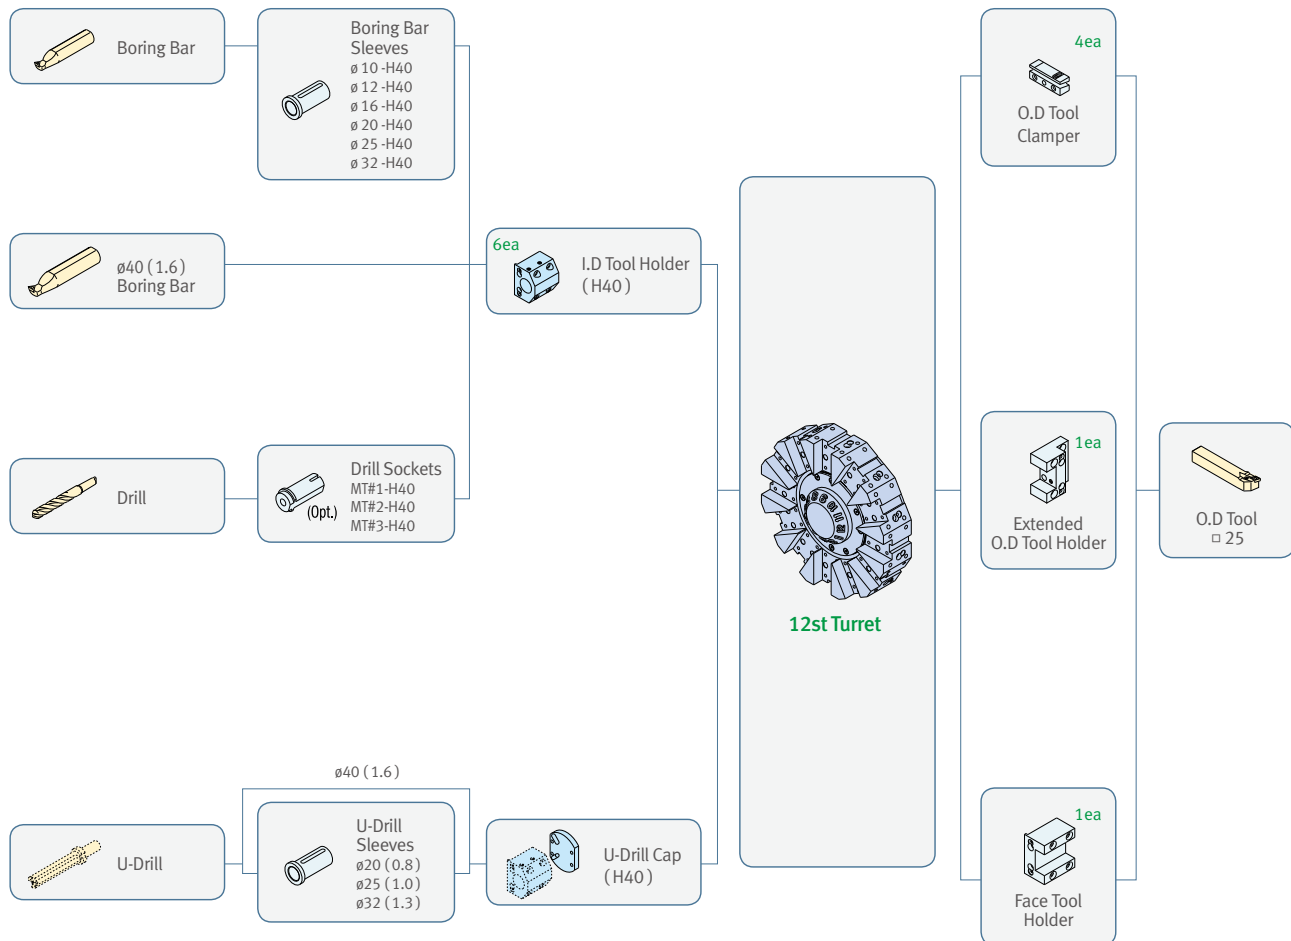 Boring Bar
Boring Bar
Sleeves
ø 10 -H40
ø 12 -H40
ø 16 -H40
ø 20 -H40
ø 25 -H40
ø 32 -H40
4ea
O.D Tool
Clamper
ø40 ( 1.6 )
Boring Bar
6ea
I.D Tool Holder
( H40 )
Drill
(Opt.)
Drill Sockets
MT#1-H40
MT#2-H40
MT#3-H40
12st Turret
1ea
Extended
O.D Tool Holder
O.D Tool
□ 25
ø40 ( 1.6 )
U-Drill
U-Drill
Sleeves
ø20 ( 0.8 )
ø25 ( 1.0 )
ø32 ( 1.3 )
U-Drill Cap
( H40 )
1ea
Face Tool
Holder